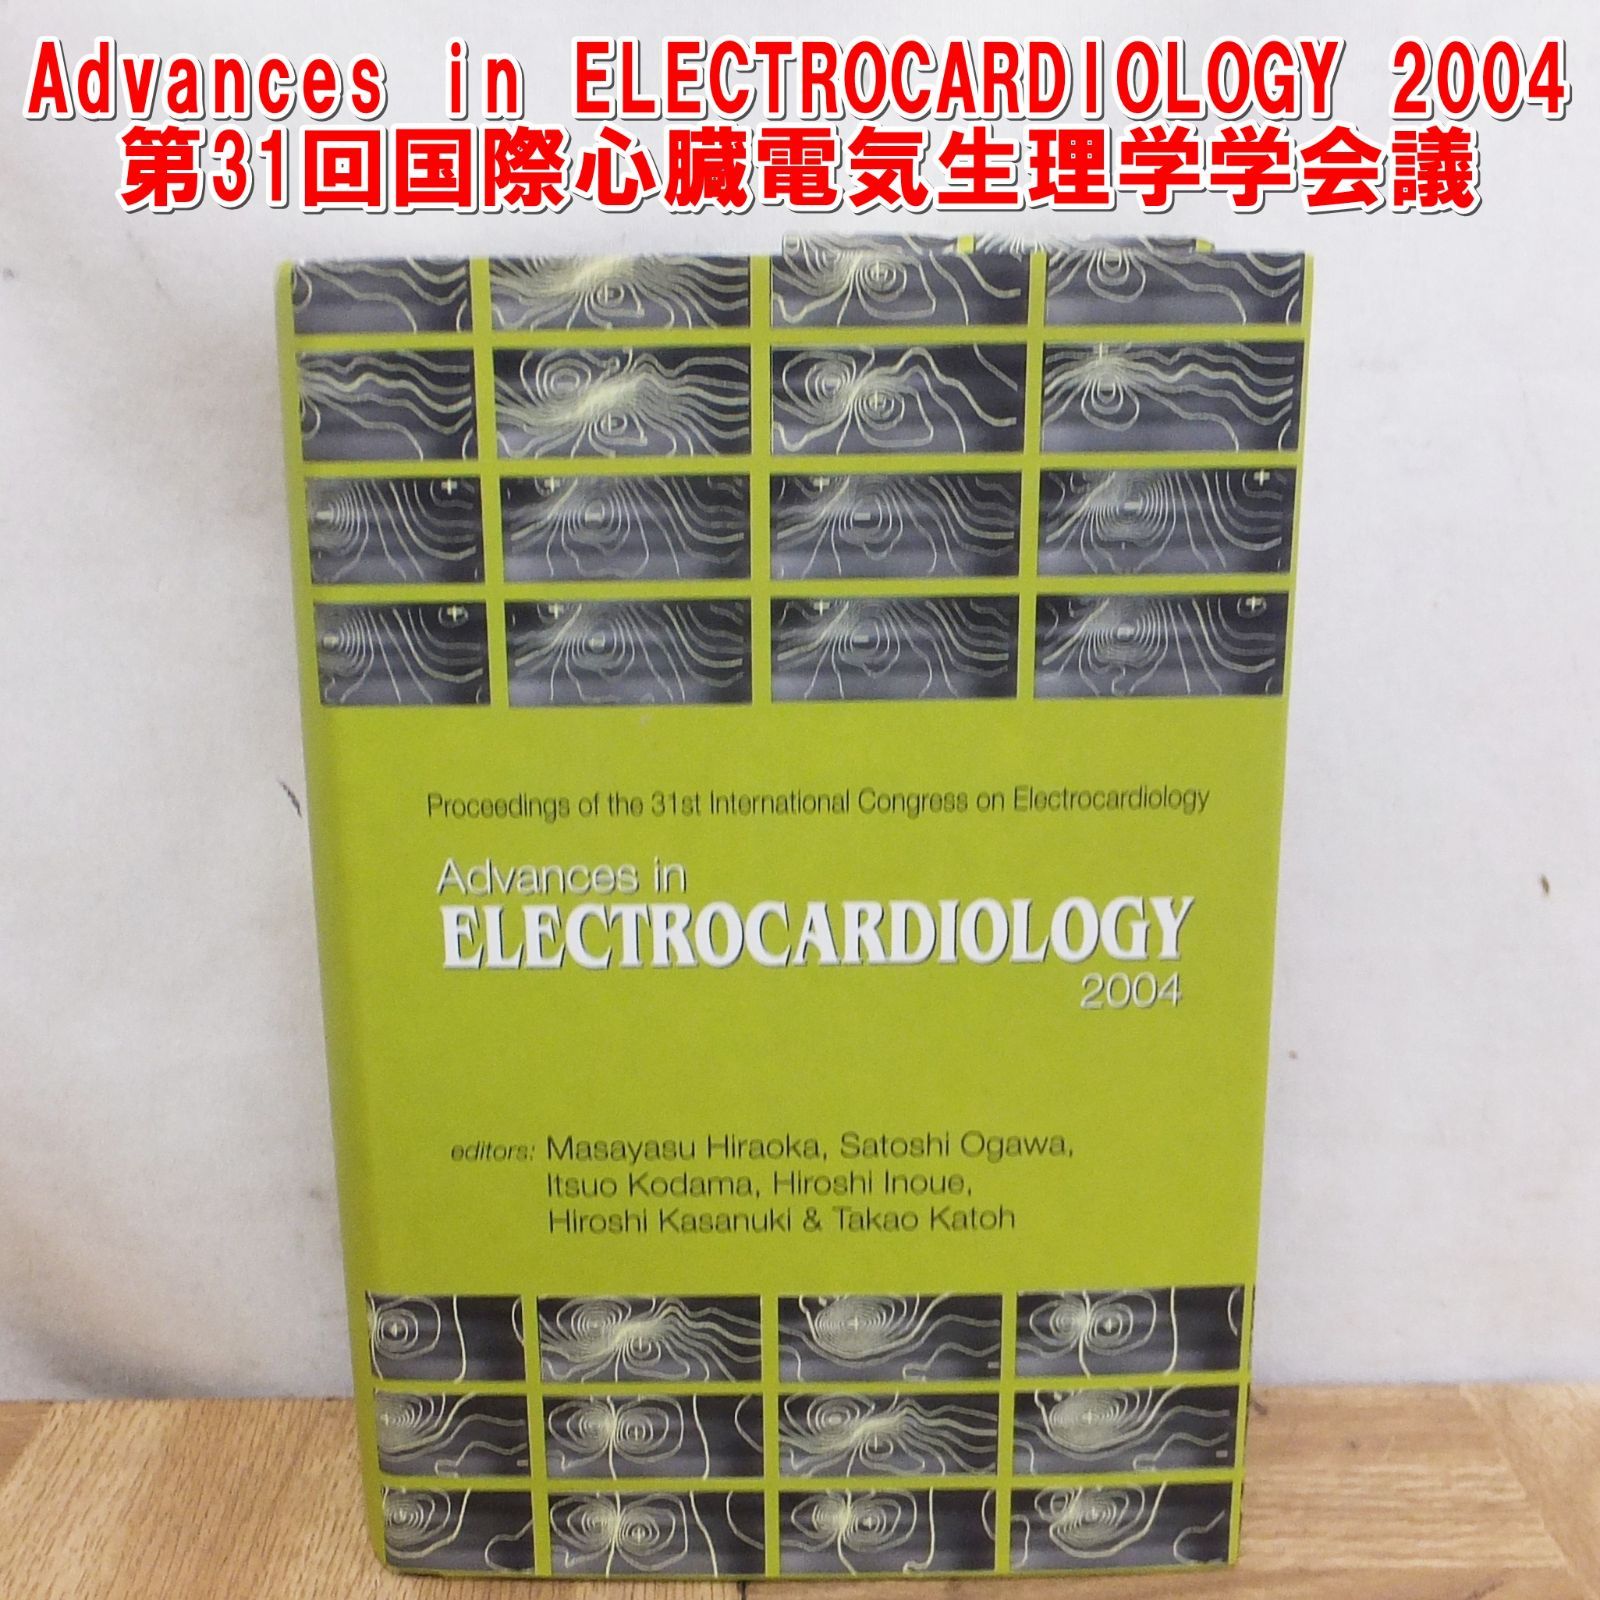 Advances in ELECTROCARDIOLOGY 2004
第31回国際心臓電気生理学学会議
Proceedings of the 31st International Congress on Electrocardiology
Advances in
ELECTROCARDIOLOGY
2004
editors: Masayasu Hiraoka, Satoshi Ogawa,
Itsuo Kodama, Hiroshi Inoue,
Hiroshi Kasanuki & Takao Katoh